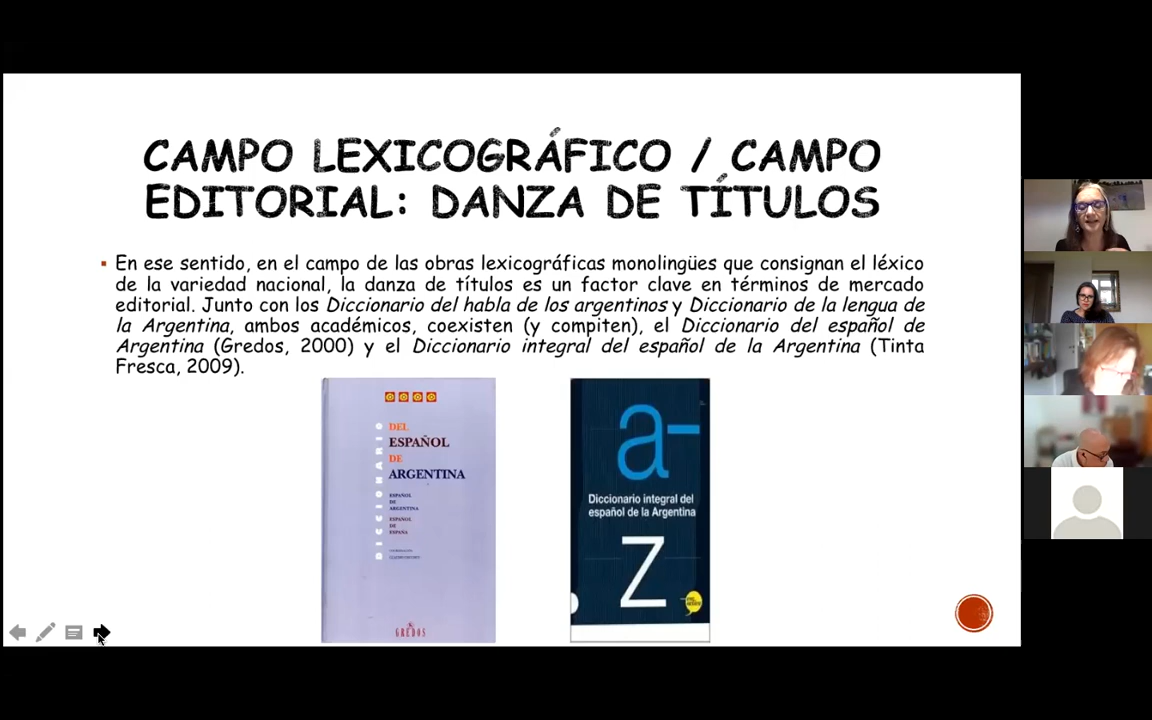 CAMPO LEXICOGRÁFICO / CAMPO
EDITORIAL: DANZA DE TÍTULOS
▪ En ese sentido, en el campo de las obras lexicográficas monolingües que consignan el léxico
de la variedad nacional, la danza de títulos es un factor clave en términos de mercado
editorial. Junto con los Diccionario del habla de los argentinos y Diccionario de la lengua de
la Argentina, ambos académicos, coexisten (y compiten), el Diccionario del español de
Argentina (Gredos, 2000) y el Diccionario integral del español de la Argentina (Tinta
Fresca, 2009).
DICCIONARIO
DEL
ESPAÑOL
DE
ARGENTINA
ESPAÑOL
DE
ARGENTINA
ESPAÑOL
DE
ESPAÑA
GREDOS
a-
Diccionario integral del
español de la Argentina
Z